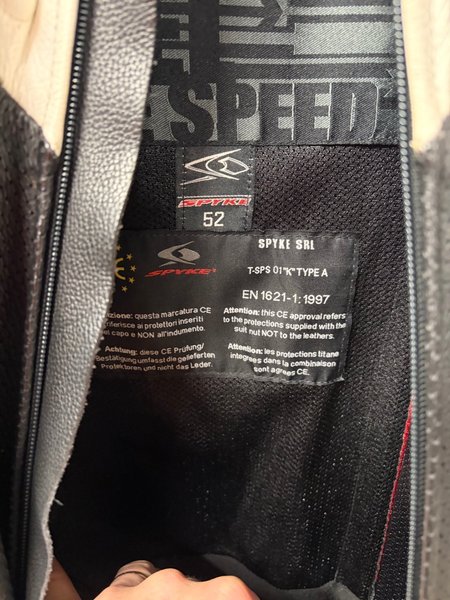 SPEED
SPYKE
52
SPYKE
SPYKE SRL
T-SPS 01 "K" TYPE A
EN 1621-1: 1997
CE
questa marcatura CE
riferisce ai protettori inseriti
capo e NON all'indumento.
Attention: this CE approval refers
to the protections supplied with the
suit nut NOT to the leathers.
Achtung: diese CE Prüfung/
Bestätigung umfasst die gelieferten
Protektoren und nicht das Leder.
Attention: les protections titane
integrees dans la combinaison
sont agrees CE.